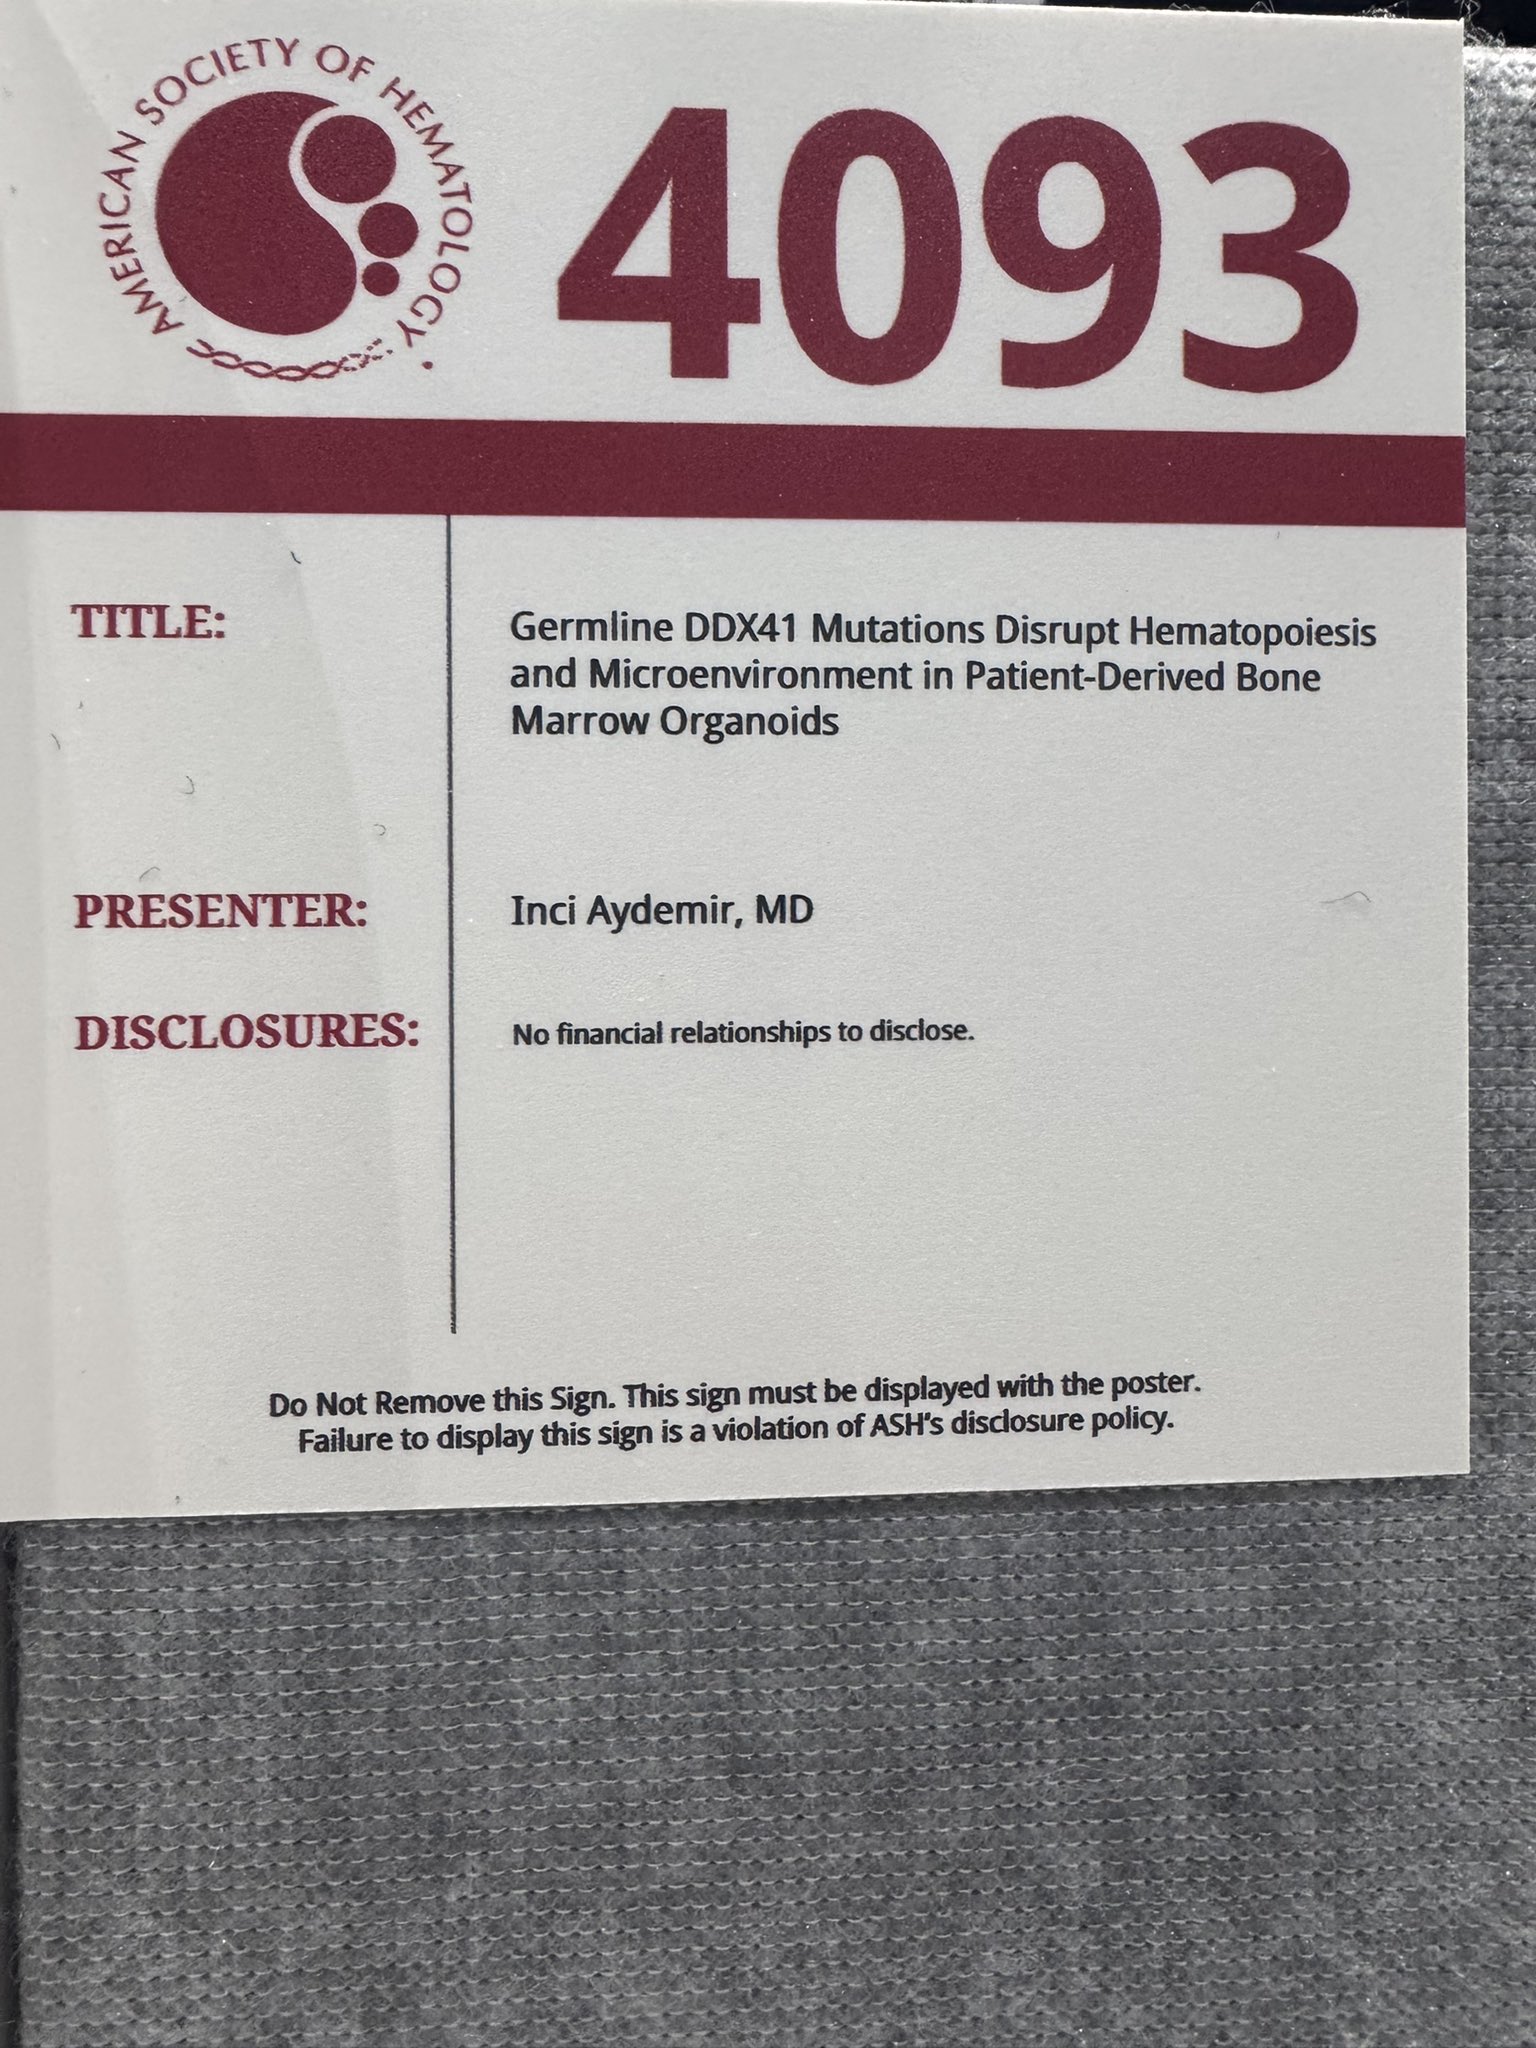 AMERICAN SOCIETY OF HEMATOLOGY
4093
TITLE:
Germline DDX41 Mutations Disrupt Hematopoiesis
and Microenvironment in Patient-Derived Bone
Marrow Organoids
PRESENTER:
Inci Aydemir, MD
DISCLOSURES:
No financial relationships to disclose.
Do Not Remove this Sign. This sign must be displayed with the poster.
Failure to display this sign is a violation of ASH's disclosure policy.